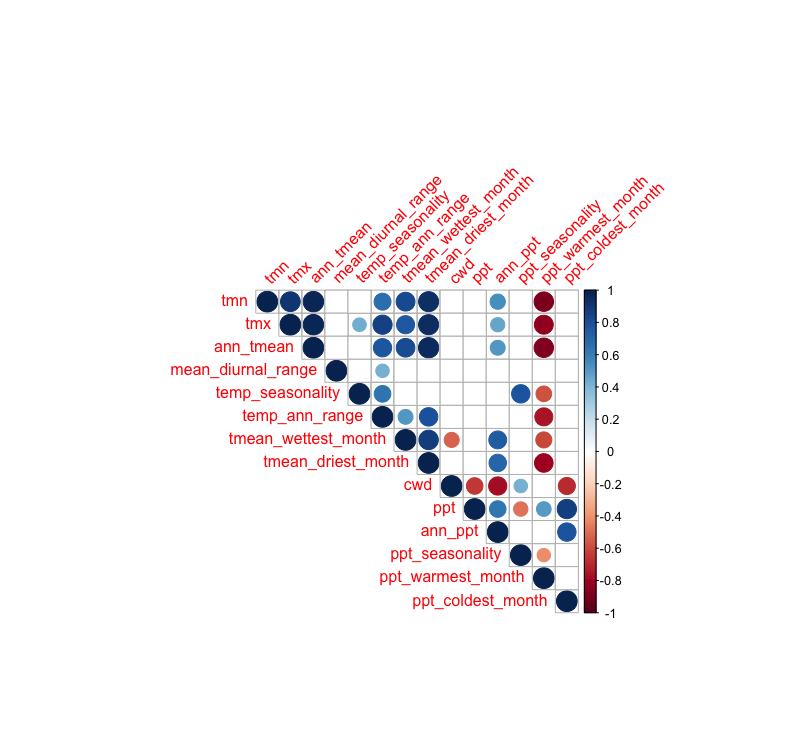 tmn
tmx
ann_tmean
mean_diurnal_range
temp_seasonality
temp_ann_range
tmean_wettest_month
tmean_driest_month
cwd
ppt
ann_ppt
ppt_seasonality
ppt_warmest_month
ppt_coldest_month
tmn
tmx
ann_tmean
mean_diurnal_range
temp_seasonality
temp_ann_range
tmean_wettest_month
tmean_driest_month
cwd
ppt
ann_ppt
ppt_seasonality
ppt_warmest_month
ppt_coldest_month
1
0.8
0.6
0.4
0.2
0
-0.2
-0.4
-0.6
-0.8
-1